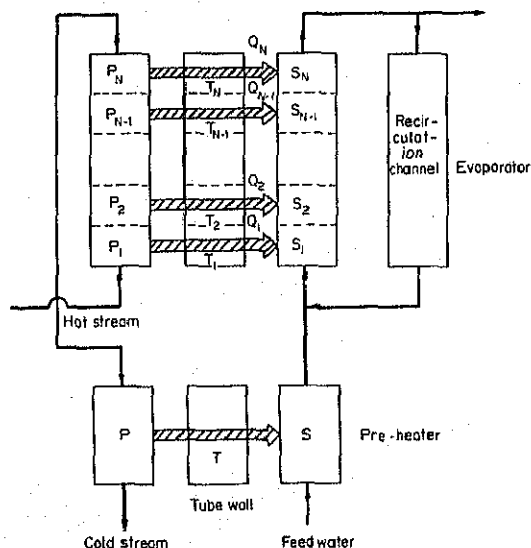 Q_N
P_N
S_N
T_N
Q_N-1
P_N-1
S_N-1
T_N-1
Recir-
culat-
ion
channel
Evaporator
Q_2
P_2
S_2
T_2
Q_1
P_1
S_1
T_1
Hot stream
P
S
Pre-heater
T
Tube wall
Cold stream
Feed water